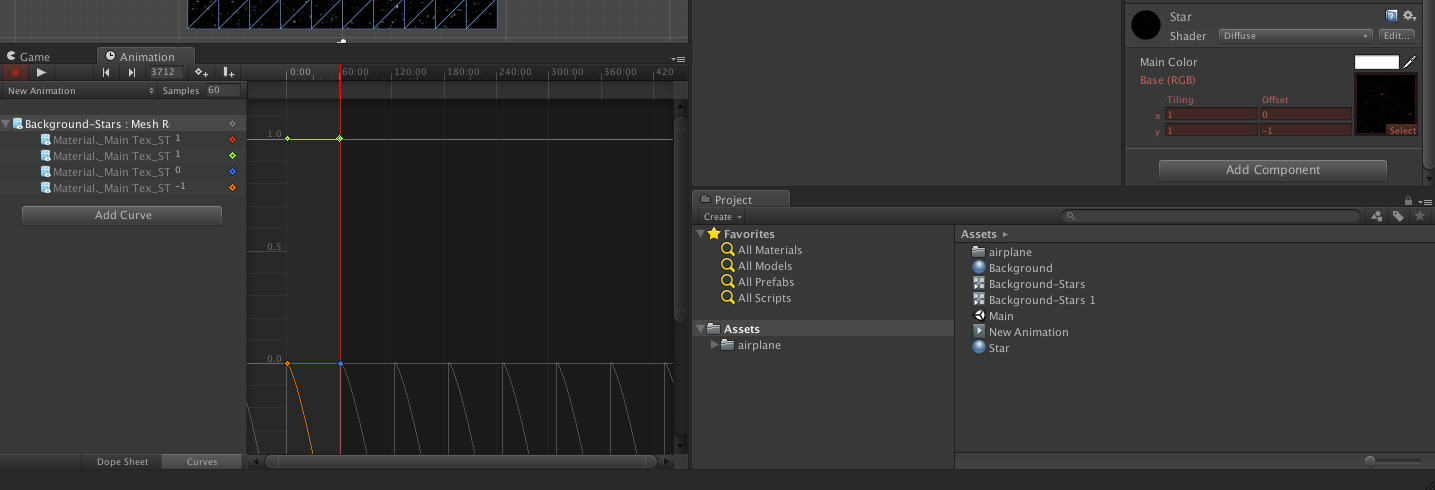 Game
Animation
3712
0:00 60:00 120:00 180:00 240:00 300:00 360:00 420
New Animation
Samples 60
Background-Stars : Mesh R
Material._Main Tex_ST 1
Material._Main Tex_ST 1
Material._Main Tex_ST 0
Material._Main Tex_ST -1
Add Curve
1.0
0.5
0.0
Dope Sheet
Curves
Star
Shader Diffuse Edit...
Main Color
Base (RGB)
Tiling Offset
x 1 0
y 1 -1
Select
Add Component
Project
Create
Favorites
All Materials
All Models
All Prefabs
All Scripts
Assets
airplane
Assets
airplane
Background
Background-Stars
Background-Stars 1
Main
New Animation
Star